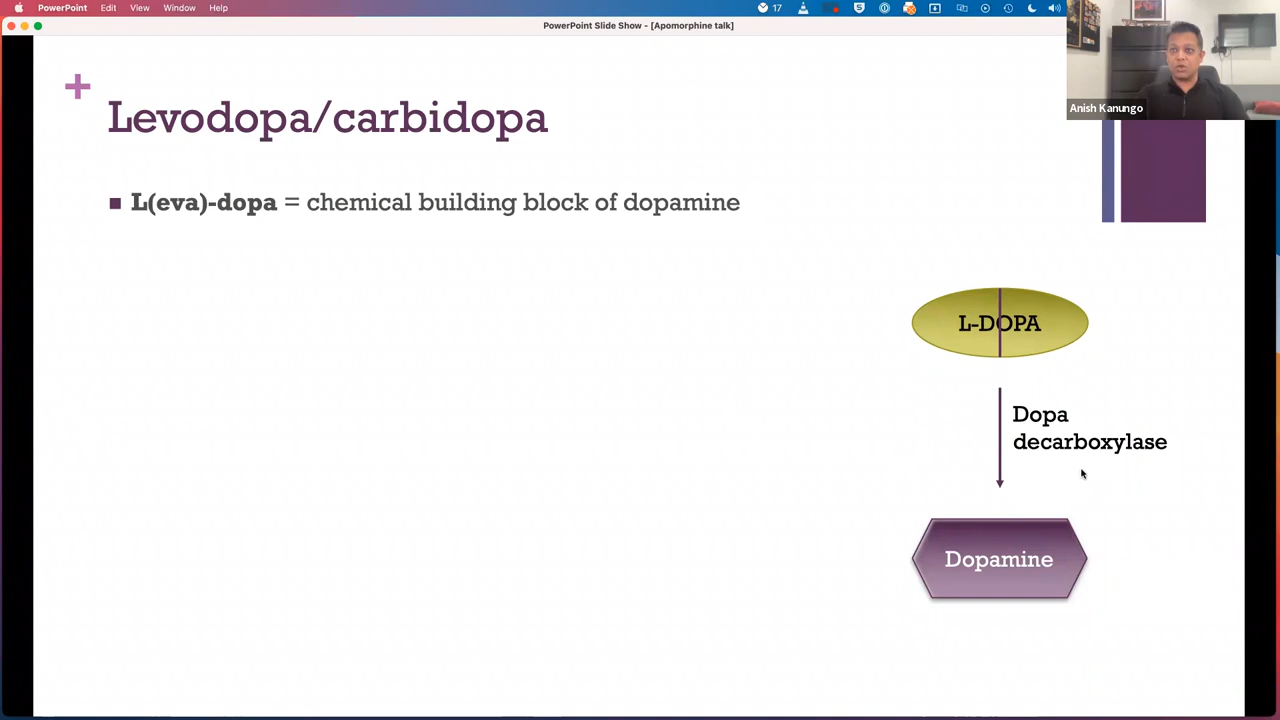 PowerPoint Edit View Window Help
17
PowerPoint Slide Show - [Apomorphine talk]
Anish Kanungo
+
Levodopa/carbidopa
L(eva)-dopa = chemical building block of dopamine
L-DOPA
Dopa
decarboxylase
Dopamine